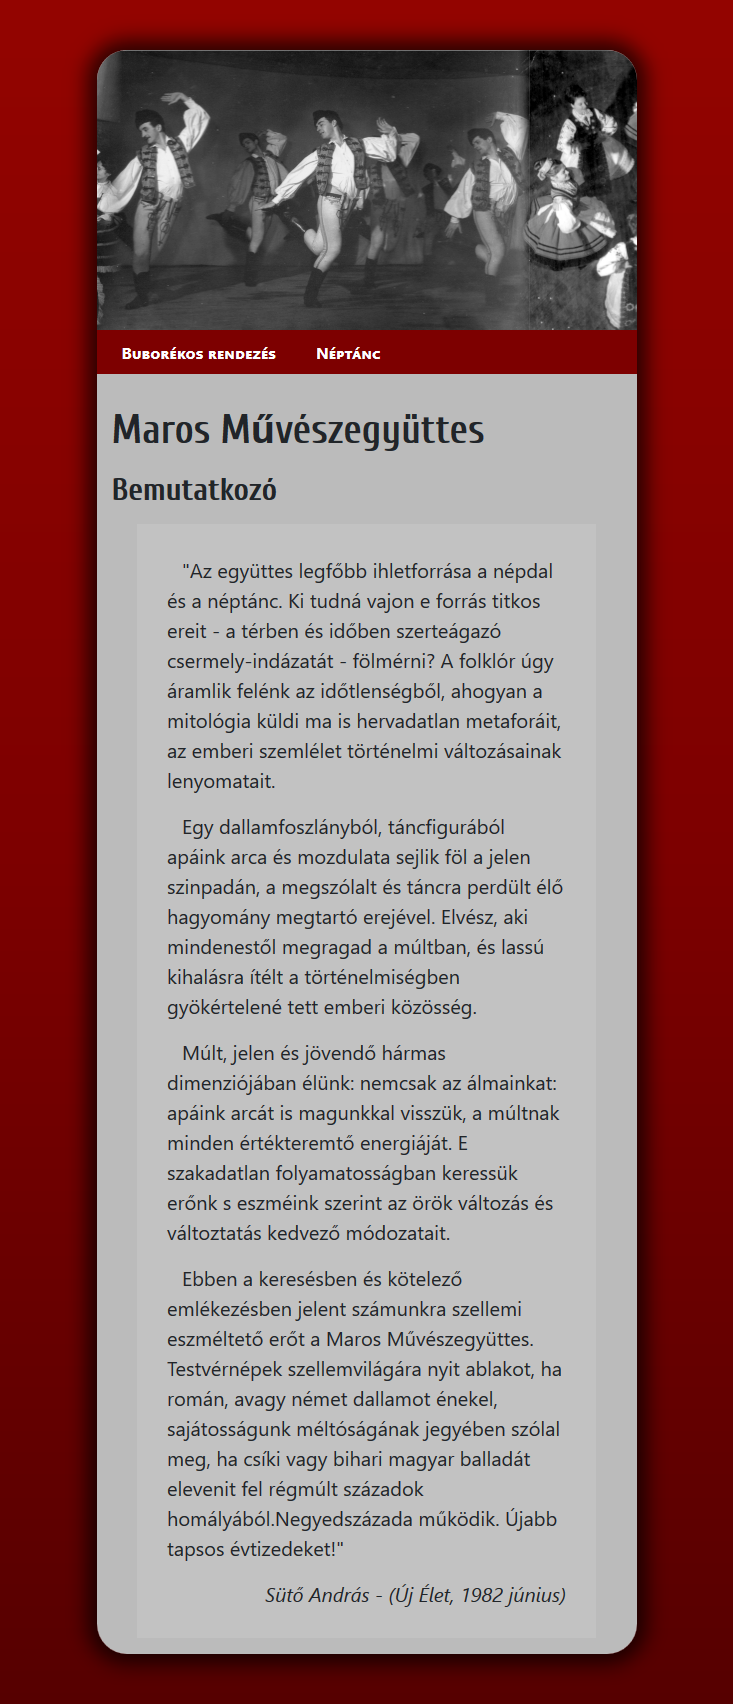 Buborékos rendezés Néptánc
Maros Művészegyüttes
Bemutatkozó
"Az együttes legfőbb ihletforrása a népdal
és a néptánc. Ki tudná vajon e forrás titkos
ereit - a térben és időben szerteágazó
csermely-indázatát - fölmérni? A folklór úgy
áramlik felénk az időtlenségből, ahogyan a
mitológia küldi ma is hervadatlan metaforáit,
az emberi szemlélet történelmi változásainak
lenyomatait.
Egy dallamfoszlányból, táncfigurából
apáink arca és mozdulata sejlik föl a jelen
szinpadán, a megszólalt és táncra perdült élő
hagyomány megtartó erejével. Elvész, aki
mindenestől megragad a múltban, és lassú
kihalásra ítélt a történelmiségben
gyökértelené tett emberi közösség.
Múlt, jelen és jövendő hármas
dimenziójában élünk: nemcsak az álmainkat:
apáink arcát is magunkkal visszük, a múltnak
minden értékteremtő energiáját. E
szakadatlan folyamatosságban keressük
erőnk s eszméink szerint az örök változás és
változtatás kedvező módozatait.
Ebben a keresésben és kötelező
emlékezésben jelent számunkra szellemi
eszméltető erőt a Maros Művészegyüttes.
Testvérnépek szellemvilágára nyit ablakot, ha
román, avagy német dallamot énekel,
sajátosságunk méltóságának jegyében szólal
meg, ha csíki vagy bihari magyar balladát
elevenit fel régmúlt századok
homályából.Negyedszázada működik. Újabb
tapsos évtizedeket!"
Sütő András - (Új Élet, 1982 június)